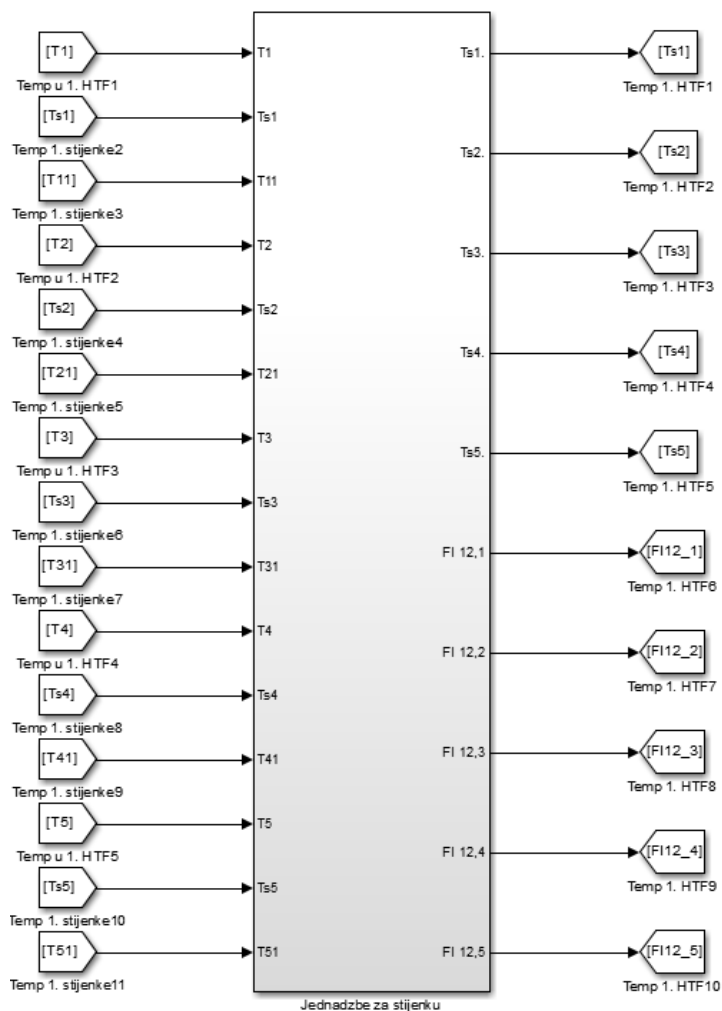 [T1]
Temp u 1. HTF1
[Ts1]
Temp 1. stijenke2
[T11]
Temp 1. stijenke3
[T2]
Temp u 1. HTF2
[Ts2]
Temp 1. stijenke4
[T21]
Temp 1. stijenke5
[T3]
Temp u 1. HTF3
[Ts3]
Temp 1. stijenke6
[T31]
Temp 1. stijenke7
[T4]
Temp u 1. HTF4
[Ts4]
Temp 1. stijenke8
[T41]
Temp 1. stijenke9
[T5]
Temp u 1. HTF5
[Ts5]
Temp 1. stijenke10
[T51]
Temp 1. stijenke11
T1
Ts1
T11
T2
Ts2
T21
T3
Ts3
T31
T4
Ts4
T41
T5
Ts5
T51
Ts1.
Ts2.
Ts3.
Ts4.
Ts5.
FI 12,1
FI 12,2
FI 12,3
FI 12,4
FI 12,5
Jednadzbe za stijenku
[Ts1]
Temp 1. HTF1
[Ts2]
Temp 1. HTF2
[Ts3]
Temp 1. HTF3
[Ts4]
Temp 1. HTF4
[Ts5]
Temp 1. HTF5
[FI12_1]
Temp 1. HTF6
[FI12_2]
Temp 1. HTF7
[FI12_3]
Temp 1. HTF8
[FI12_4]
Temp 1. HTF9
[FI12_5]
Temp 1. HTF10